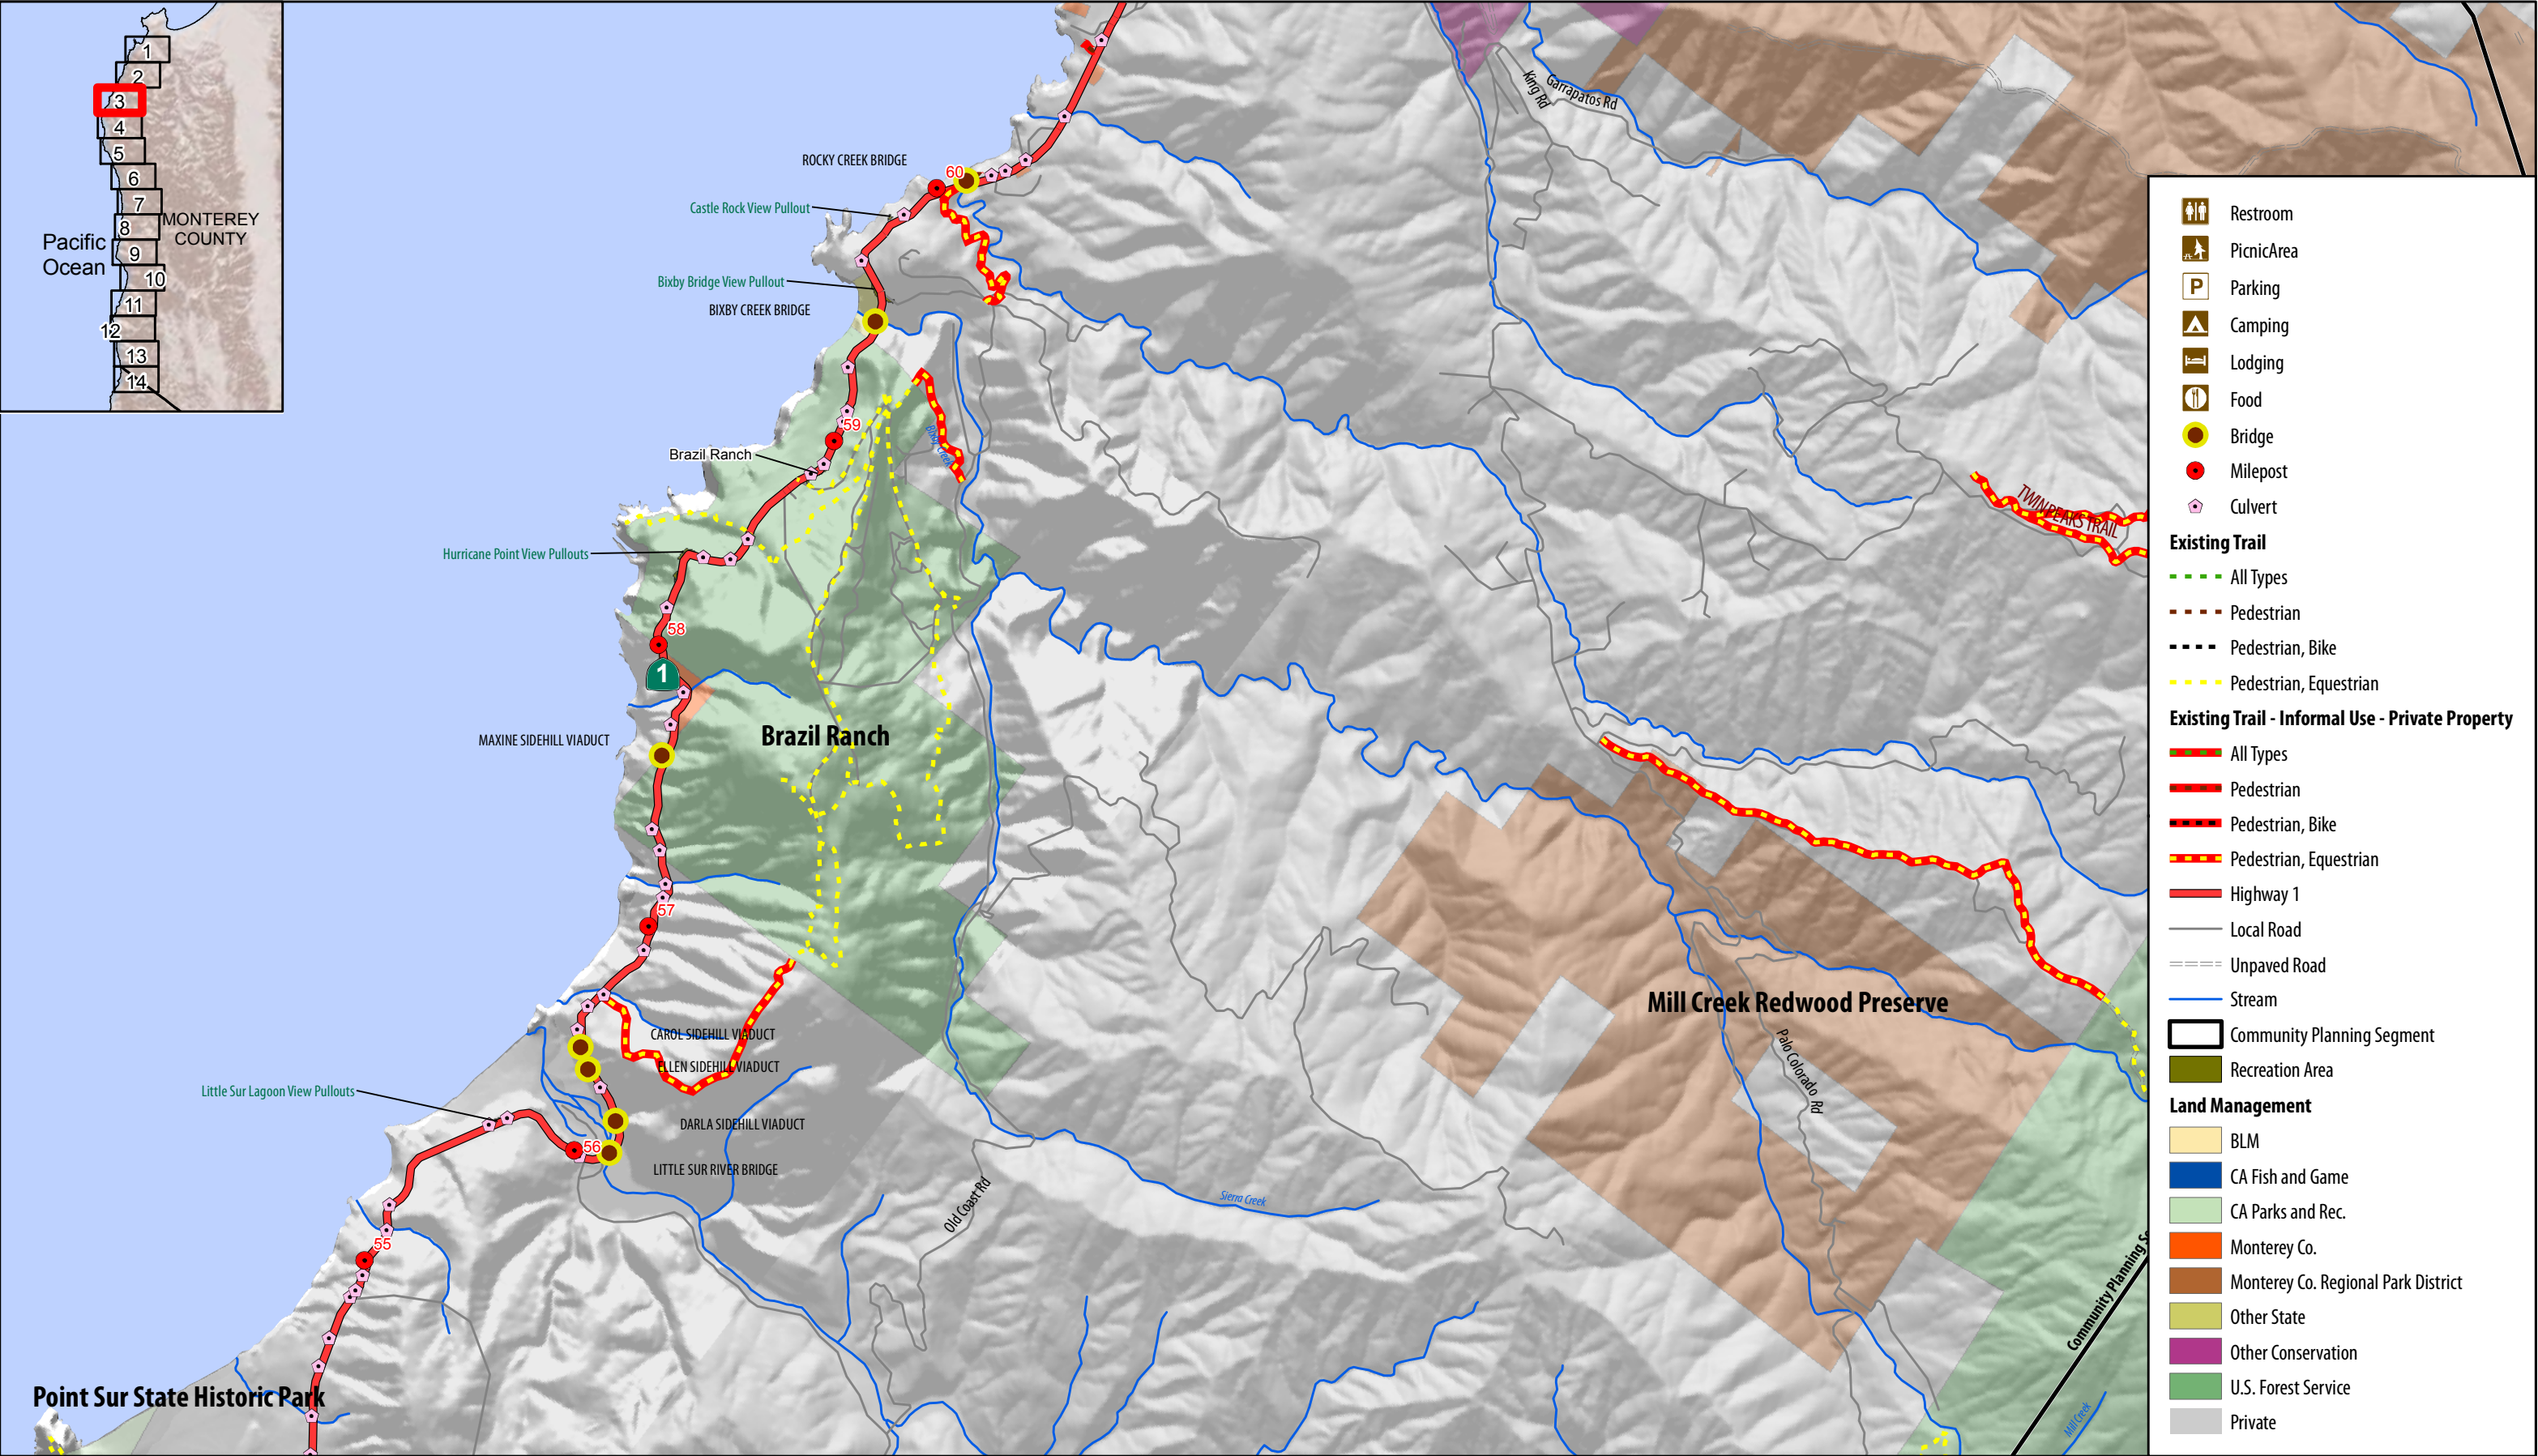 1
2
3
4
5
6
7
8
9
10
11
12
13
14
MONTEREY
COUNTY
Pacific
Ocean
King Rd
Garrapatos Rd
ROCKY CREEK BRIDGE
60
Castle Rock View Pullout
Bixby Bridge View Pullout
BIXBY CREEK BRIDGE
59
Bixby Creek
Brazil Ranch
TWIN PEAKS TRAIL
Hurricane Point View Pullouts
58
1
Brazil Ranch
MAXINE SIDEHILL VIADUCT
57
Mill Creek Redwood Preserve
CAROL SIDEHILL VIADUCT
ELLEN SIDEHILL VIADUCT
Palo Colorado Rd
Little Sur Lagoon View Pullouts
DARLA SIDEHILL VIADUCT
56
LITTLE SUR RIVER BRIDGE
Old Coast Rd
Sierra Creek
55
Community Planning S
Point Sur State Historic Park
Mill Creek
Restroom
PicnicArea
P Parking
Camping
Lodging
Food
Bridge
Milepost
Culvert
Existing Trail
All Types
Pedestrian
Pedestrian, Bike
Pedestrian, Equestrian
Existing Trail - Informal Use - Private Property
All Types
Pedestrian
Pedestrian, Bike
Pedestrian, Equestrian
Highway 1
Local Road
Unpaved Road
Stream
Community Planning Segment
Recreation Area
Land Management
BLM
CA Fish and Game
CA Parks and Rec.
Monterey Co.
Monterey Co. Regional Park District
Other State
Other Conservation
U.S. Forest Service
Private